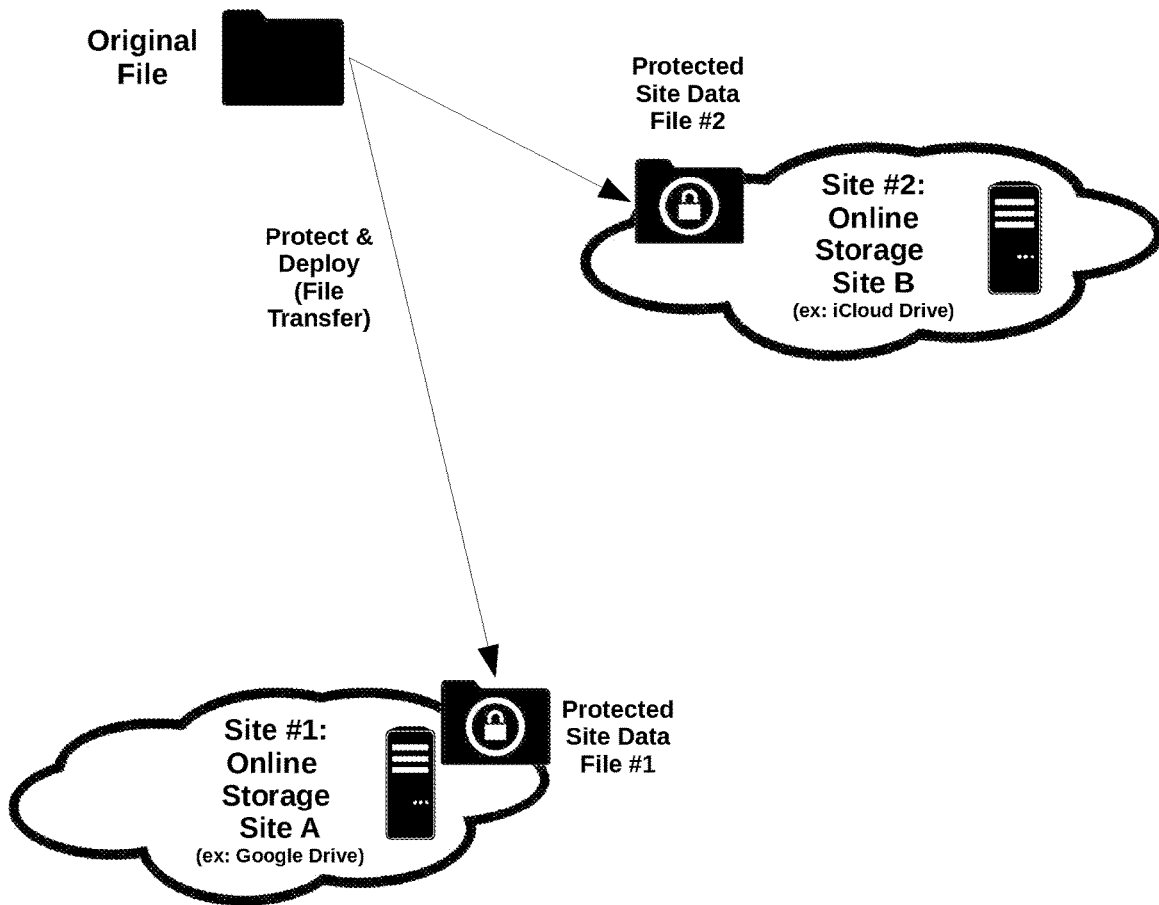 Original
File
Protected
Site Data
File #2
Site #2:
Online
Storage
Site B
(ex: iCloud Drive)
Protect &
Deploy
(File
Transfer)
Protected
Site Data
File #1
Site #1:
Online
Storage
Site A
(ex: Google Drive)